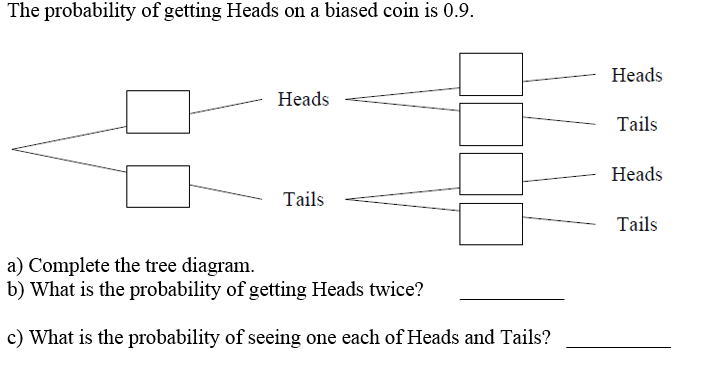 The probability of getting Heads on a biased coin is 0.9.
Heads
Heads
Tails
Heads
Tails
Tails
a) Complete the tree diagram.
b) What is the probability of getting Heads twice?
c) What is the probability of seeing one each of Heads and Tails?